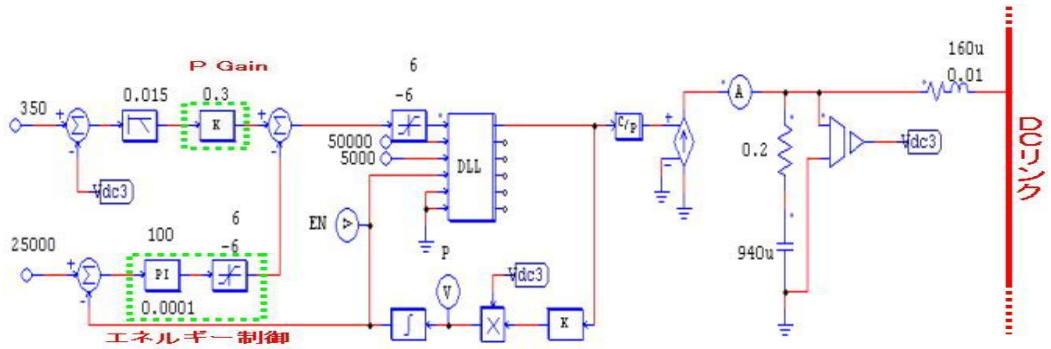 P Gain
6
-6
160u
0.01
350
0.015
0.3
K
Σ
Σ
50000
5000
DLL
C/p
A
0.2
Vdc3
Vdc3
DCリンク
EN
V
P
940u
25000
100
6
-6
Σ
PI
0.0001
V
Vdc3
∫
X
K
エネルギー制御